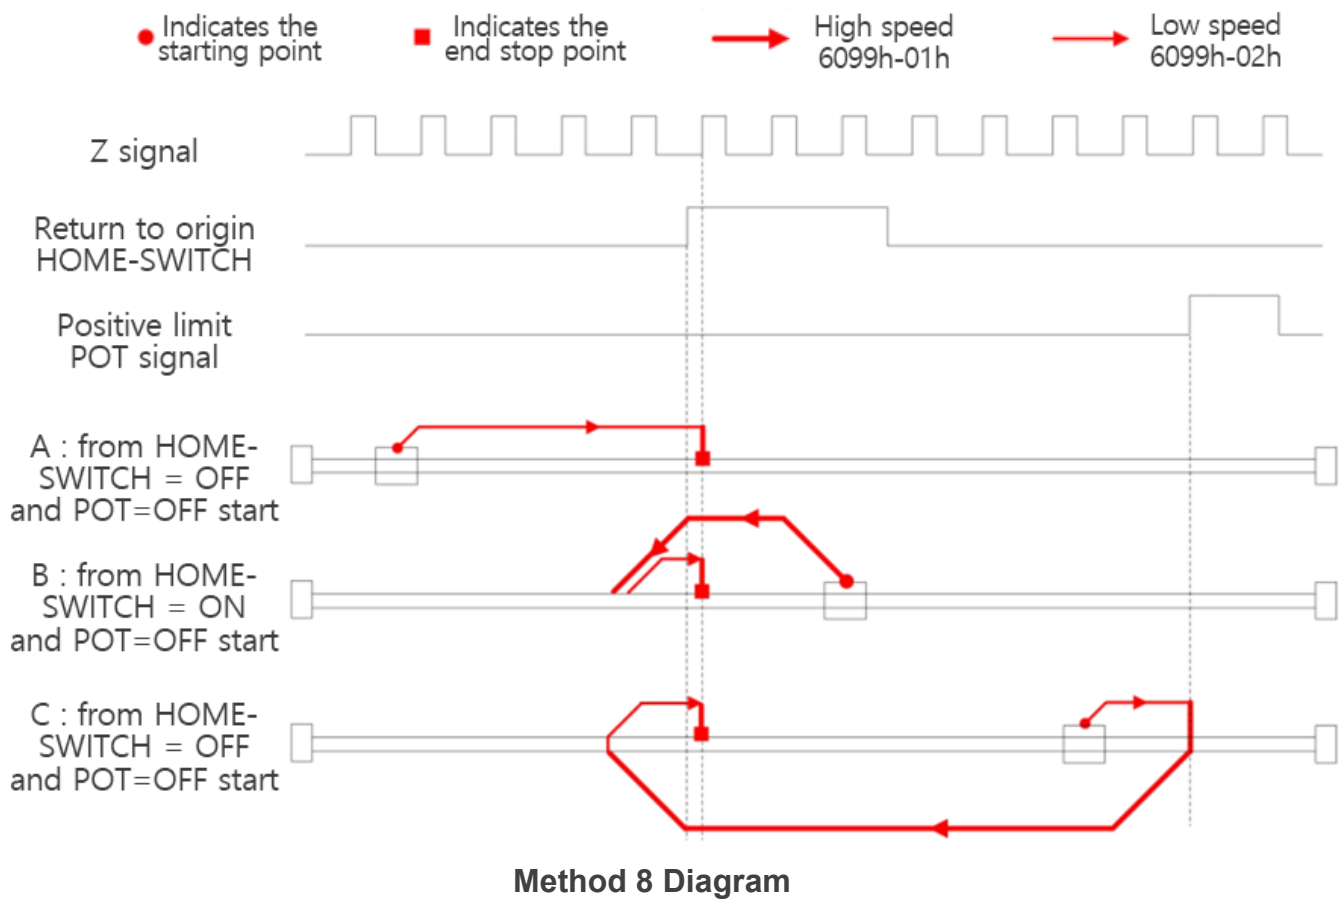 Indicates the
starting point
Indicates the
end stop point
High speed
6099h-01h
Low speed
6099h-02h
Z signal
Return to origin
HOME-SWITCH
Positive limit
POT signal
A : from HOME-
SWITCH = OFF
and POT=OFF start
B : from HOME-
SWITCH = ON
and POT=OFF start
C : from HOME-
SWITCH = OFF
and POT=OFF start
Method 8 Diagram